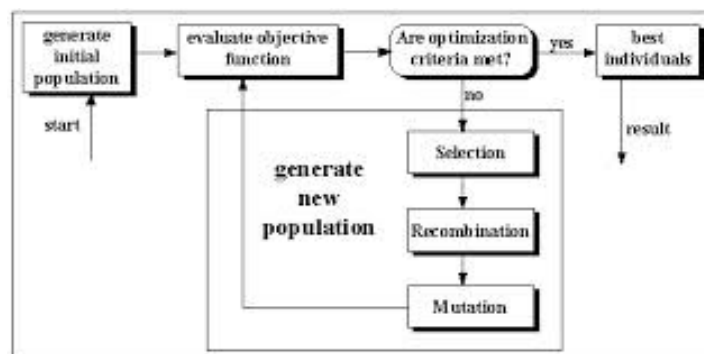 generate
initial
population
evaluate objective
function
Are optimization
criteria met?
yes
best
individuals
start
no
result
Selection
generate
new
population
Recombination
Mutation